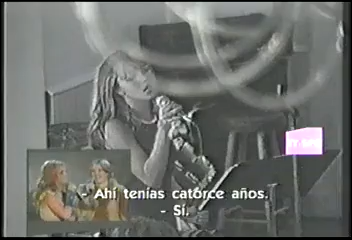 - Ahí tenías catorce años.
- Sí.